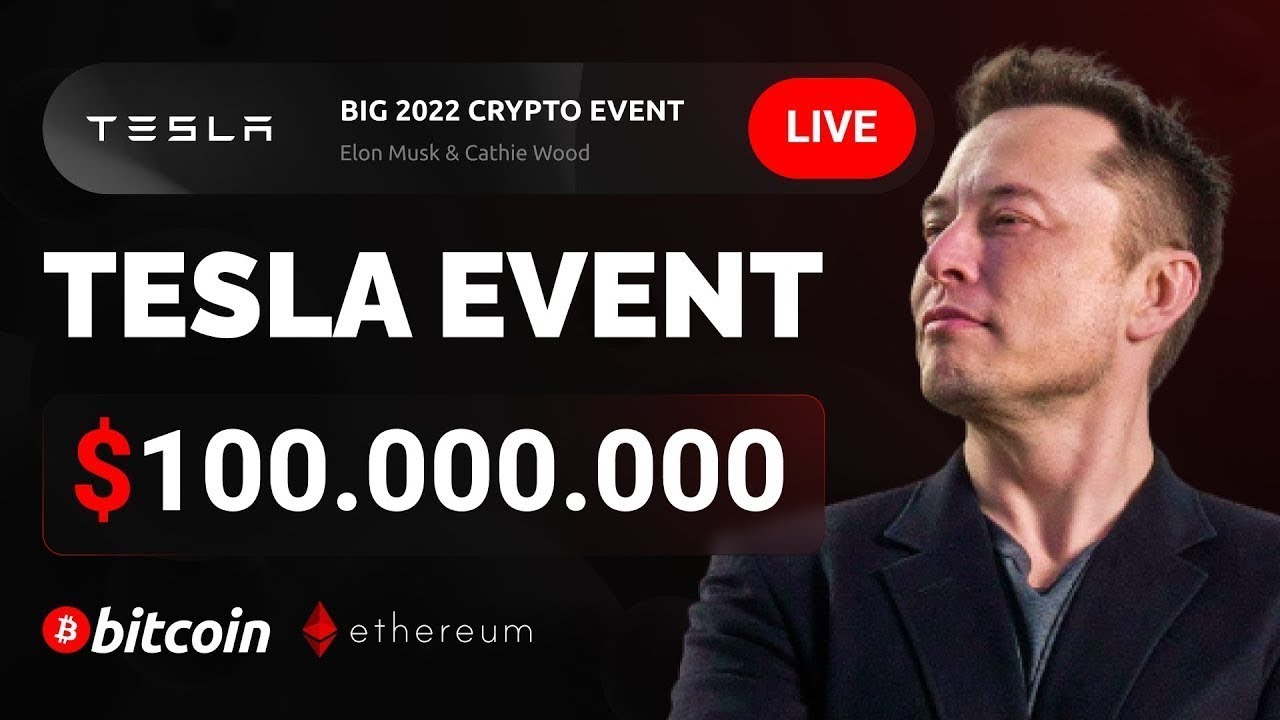 TESLA
BIG 2022 CRYPTO EVENT
Elon Musk & Cathie Wood
LIVE
TESLA EVENT
$100.000.000
bitcoin
ethereum